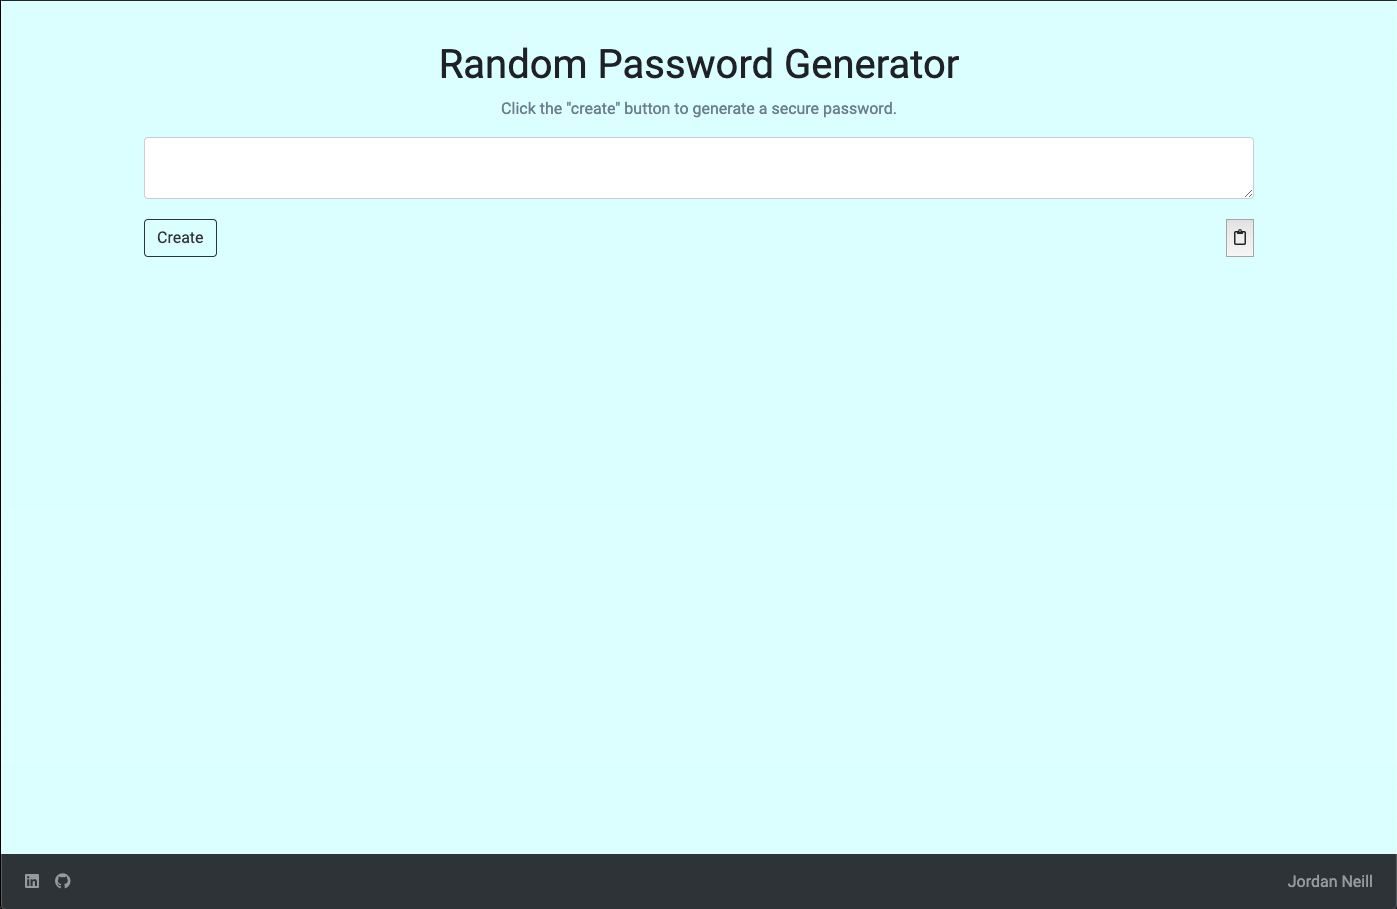 Random Password Generator
Click the "create" button to generate a secure password.
Create
Jordan Neill